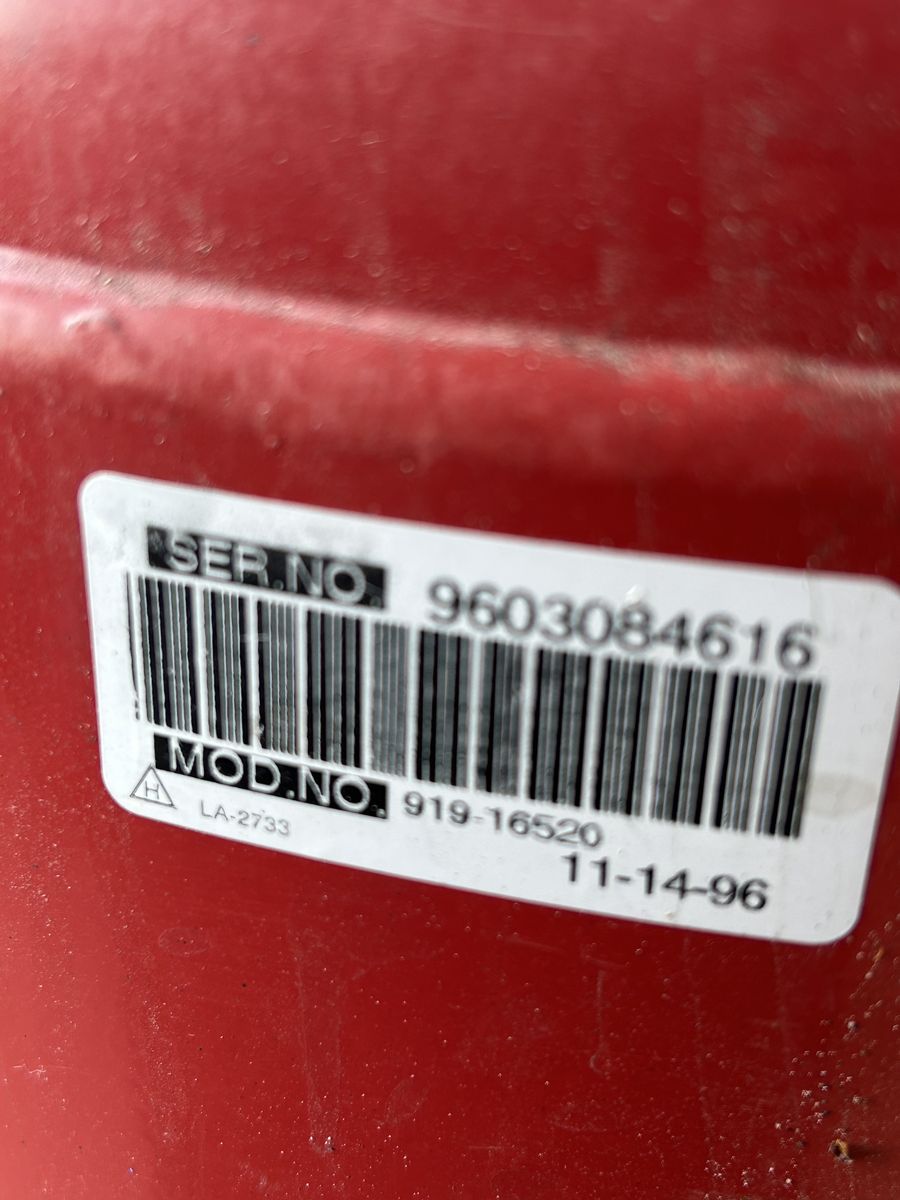 SER.NO. 9603084616
MOD.NO. 919-16520
H LA-2733
11-14-96